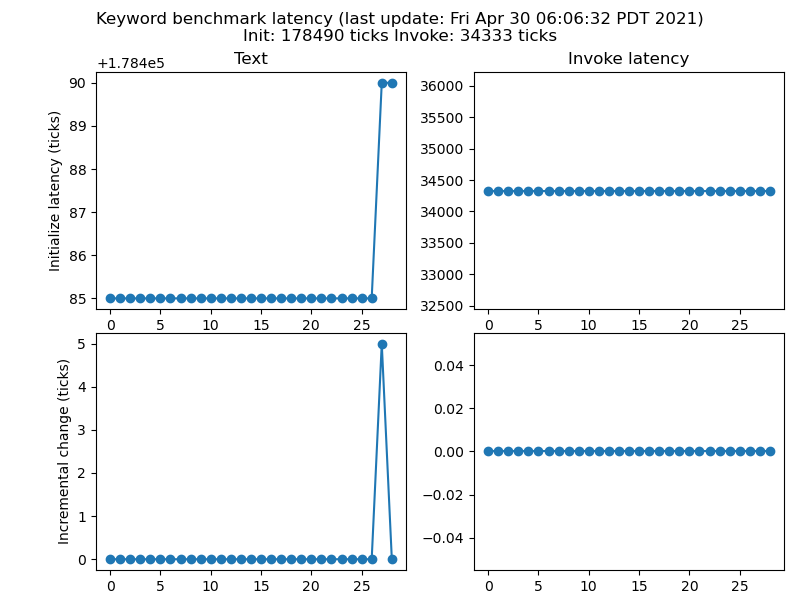 Keyword benchmark latency (last update: Fri Apr 30 06:06:32 PDT 2021)
Init: 178490 ticks Invoke: 34333 ticks
Text
+1.784e5
90
89
88
87
86
85
Initialize latency (ticks)
0 5 10 15 20 25
Invoke latency
36000
35500
35000
34500
34000
33500
33000
32500
0 5 10 15 20 25
5
4
3
2
1
0
Incremental change (ticks)
0 5 10 15 20 25
0.04
0.02
0.00
−0.02
−0.04
0 5 10 15 20 25